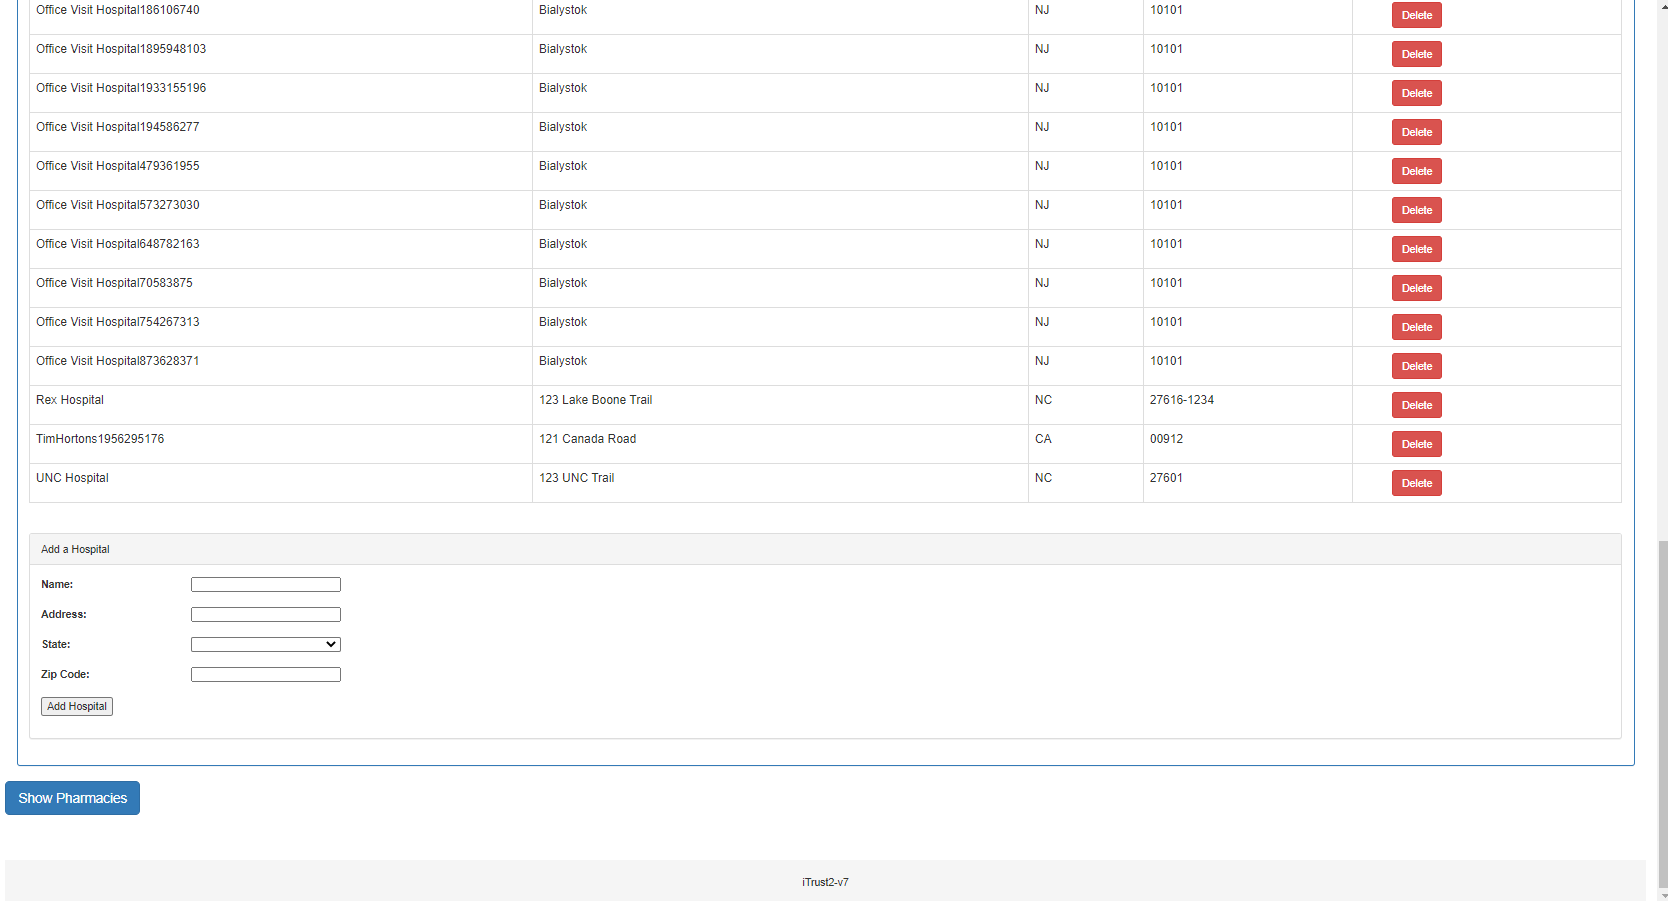 Office Visit Hospital186106740 Bialystok NJ 10101 Delete
Office Visit Hospital1895948103 Bialystok NJ 10101 Delete
Office Visit Hospital1933155196 Bialystok NJ 10101 Delete
Office Visit Hospital194586277 Bialystok NJ 10101 Delete
Office Visit Hospital479361955 Bialystok NJ 10101 Delete
Office Visit Hospital573273030 Bialystok NJ 10101 Delete
Office Visit Hospital648782163 Bialystok NJ 10101 Delete
Office Visit Hospital70583875 Bialystok NJ 10101 Delete
Office Visit Hospital754267313 Bialystok NJ 10101 Delete
Office Visit Hospital873628371 Bialystok NJ 10101 Delete
Rex Hospital 123 Lake Boone Trail NC 27616-1234 Delete
TimHortons1956295176 121 Canada Road CA 00912 Delete
UNC Hospital 123 UNC Trail NC 27601 Delete
Add a Hospital
Name:
Address:
State:
Zip Code:
Add Hospital
Show Pharmacies
iTrust2-v7